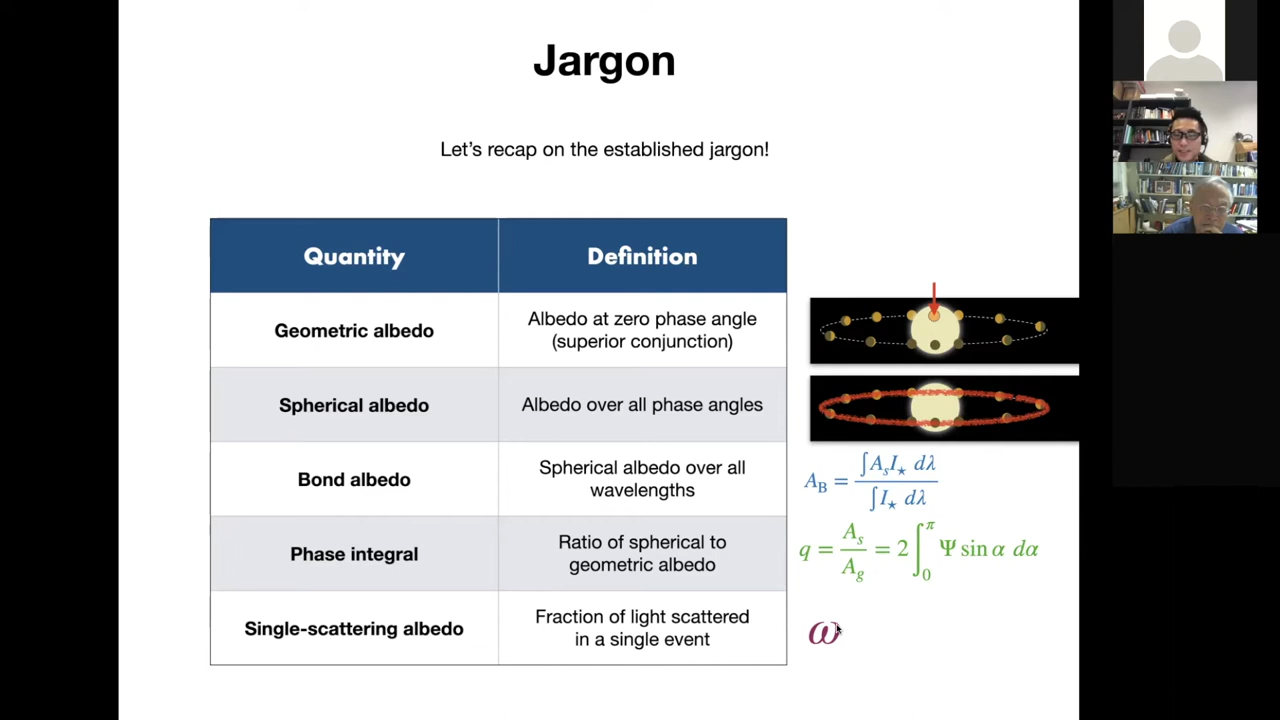 Jargon
Let's recap on the established jargon!
Quantity Definition
Geometric albedo
Albedo at zero phase angle
(superior conjunction)
Spherical albedo
Albedo over all phase angles
Bond albedo
Spherical albedo over all
wavelengths
A_B = ∫A_s I_⋆ dλ / ∫I_⋆ dλ
Phase integral
Ratio of spherical to
geometric albedo
q = A_s / A_g = 2 ∫_0^π Ψ sin α dα
Single-scattering albedo
Fraction of light scattered
in a single event
ω